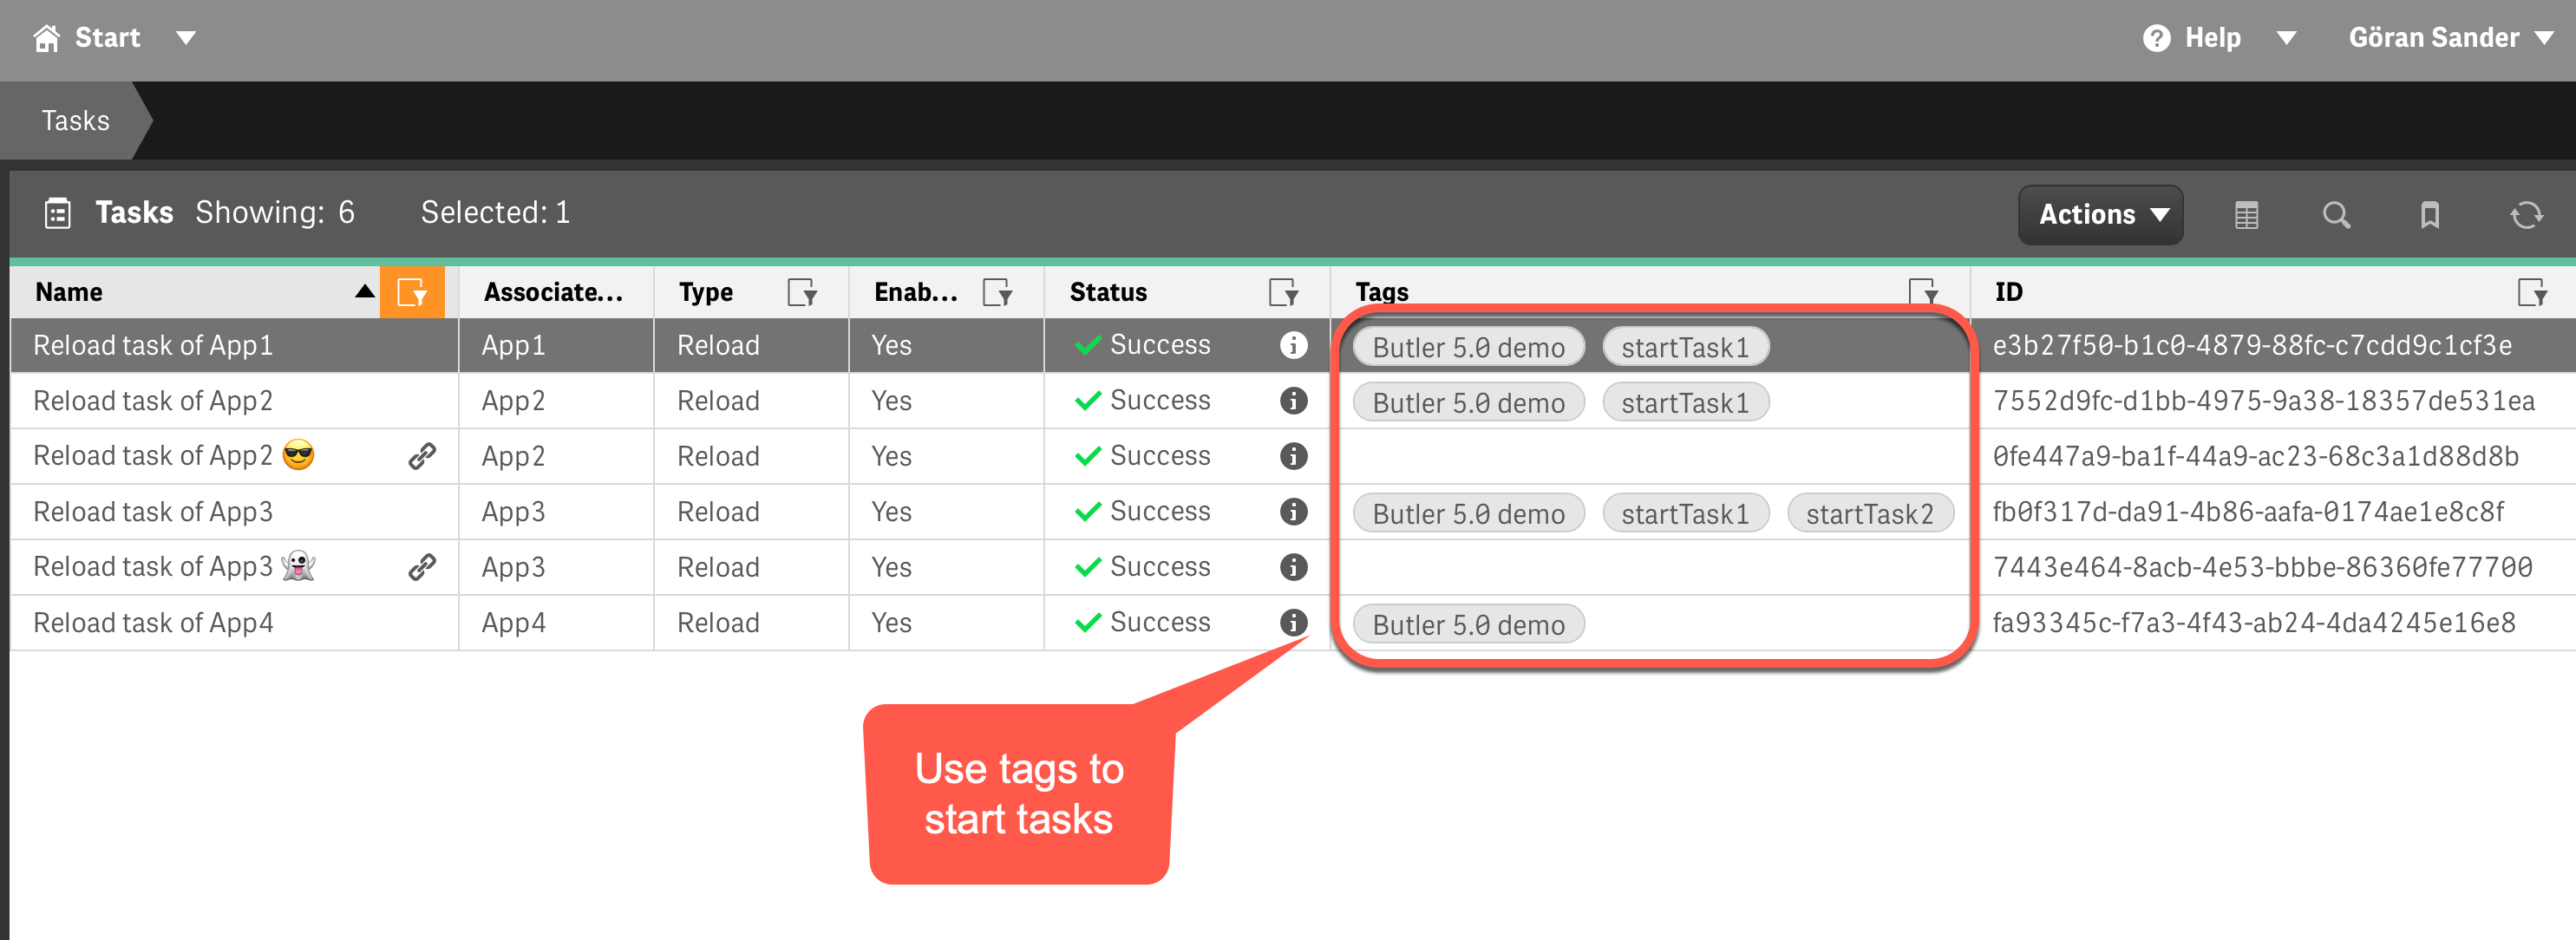 Start Help Göran Sander
Tasks
Tasks Showing: 6 Selected: 1 Actions
Name Associate... Type Enab... Status Tags ID
Reload task of App1 App1 Reload Yes Success Butler 5.0 demo startTask1 e3b27f50-b1c0-4879-88fc-c7cdd9c1cf3e
Reload task of App2 App2 Reload Yes Success Butler 5.0 demo startTask1 7552d9fc-d1bb-4975-9a38-18357de531ea
Reload task of App2 😎 App2 Reload Yes Success 0fe447a9-ba1f-44a9-ac23-68c3a1d88d8b
Reload task of App3 App3 Reload Yes Success Butler 5.0 demo startTask1 startTask2 fb0f317d-da91-4b86-aafa-0174ae1e8c8f
Reload task of App3 👻 App3 Reload Yes Success 7443e464-8acb-4e53-bbbe-86360fe77700
Reload task of App4 App4 Reload Yes Success Butler 5.0 demo fa93345c-f7a3-4f43-ab24-4da4245e16e8
Use tags to
start tasks